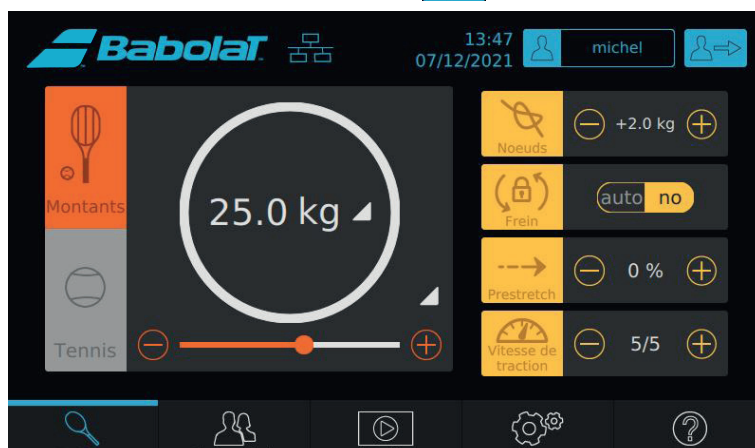 BabolaT
13:47
07/12/2021
michel
Montants
25.0 kg
Tennis
Noeuds
+2.0 kg
Frein
auto no
Prestretch
0 %
Vitesse de
traction
5/5
?